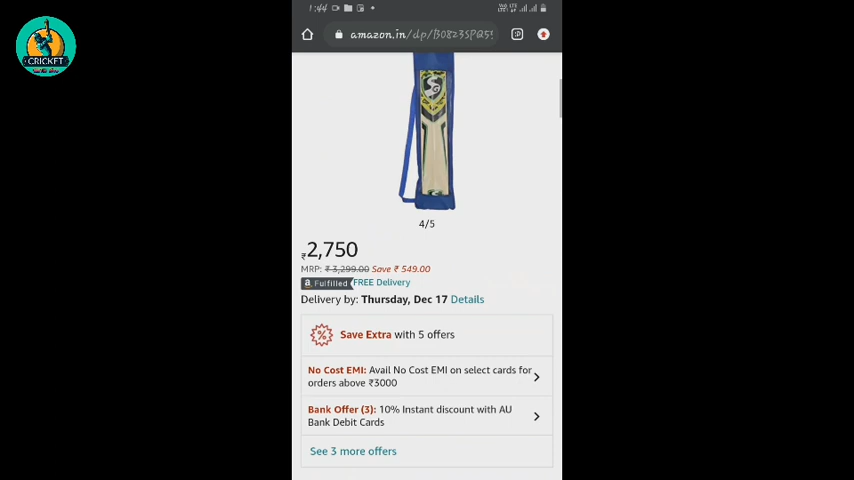 1:44
amazon.in/dp/B0823SPQ5
CRICKET
SG
4/5
₹2,750
MRP: ₹ 3,299.00 Save ₹ 549.00
a Fulfilled FREE Delivery
Delivery by: Thursday, Dec 17 Details
Save Extra with 5 offers
No Cost EMI: Avail No Cost EMI on select cards for
orders above ₹3000
Bank Offer (3): 10% Instant discount with AU
Bank Debit Cards
See 3 more offers